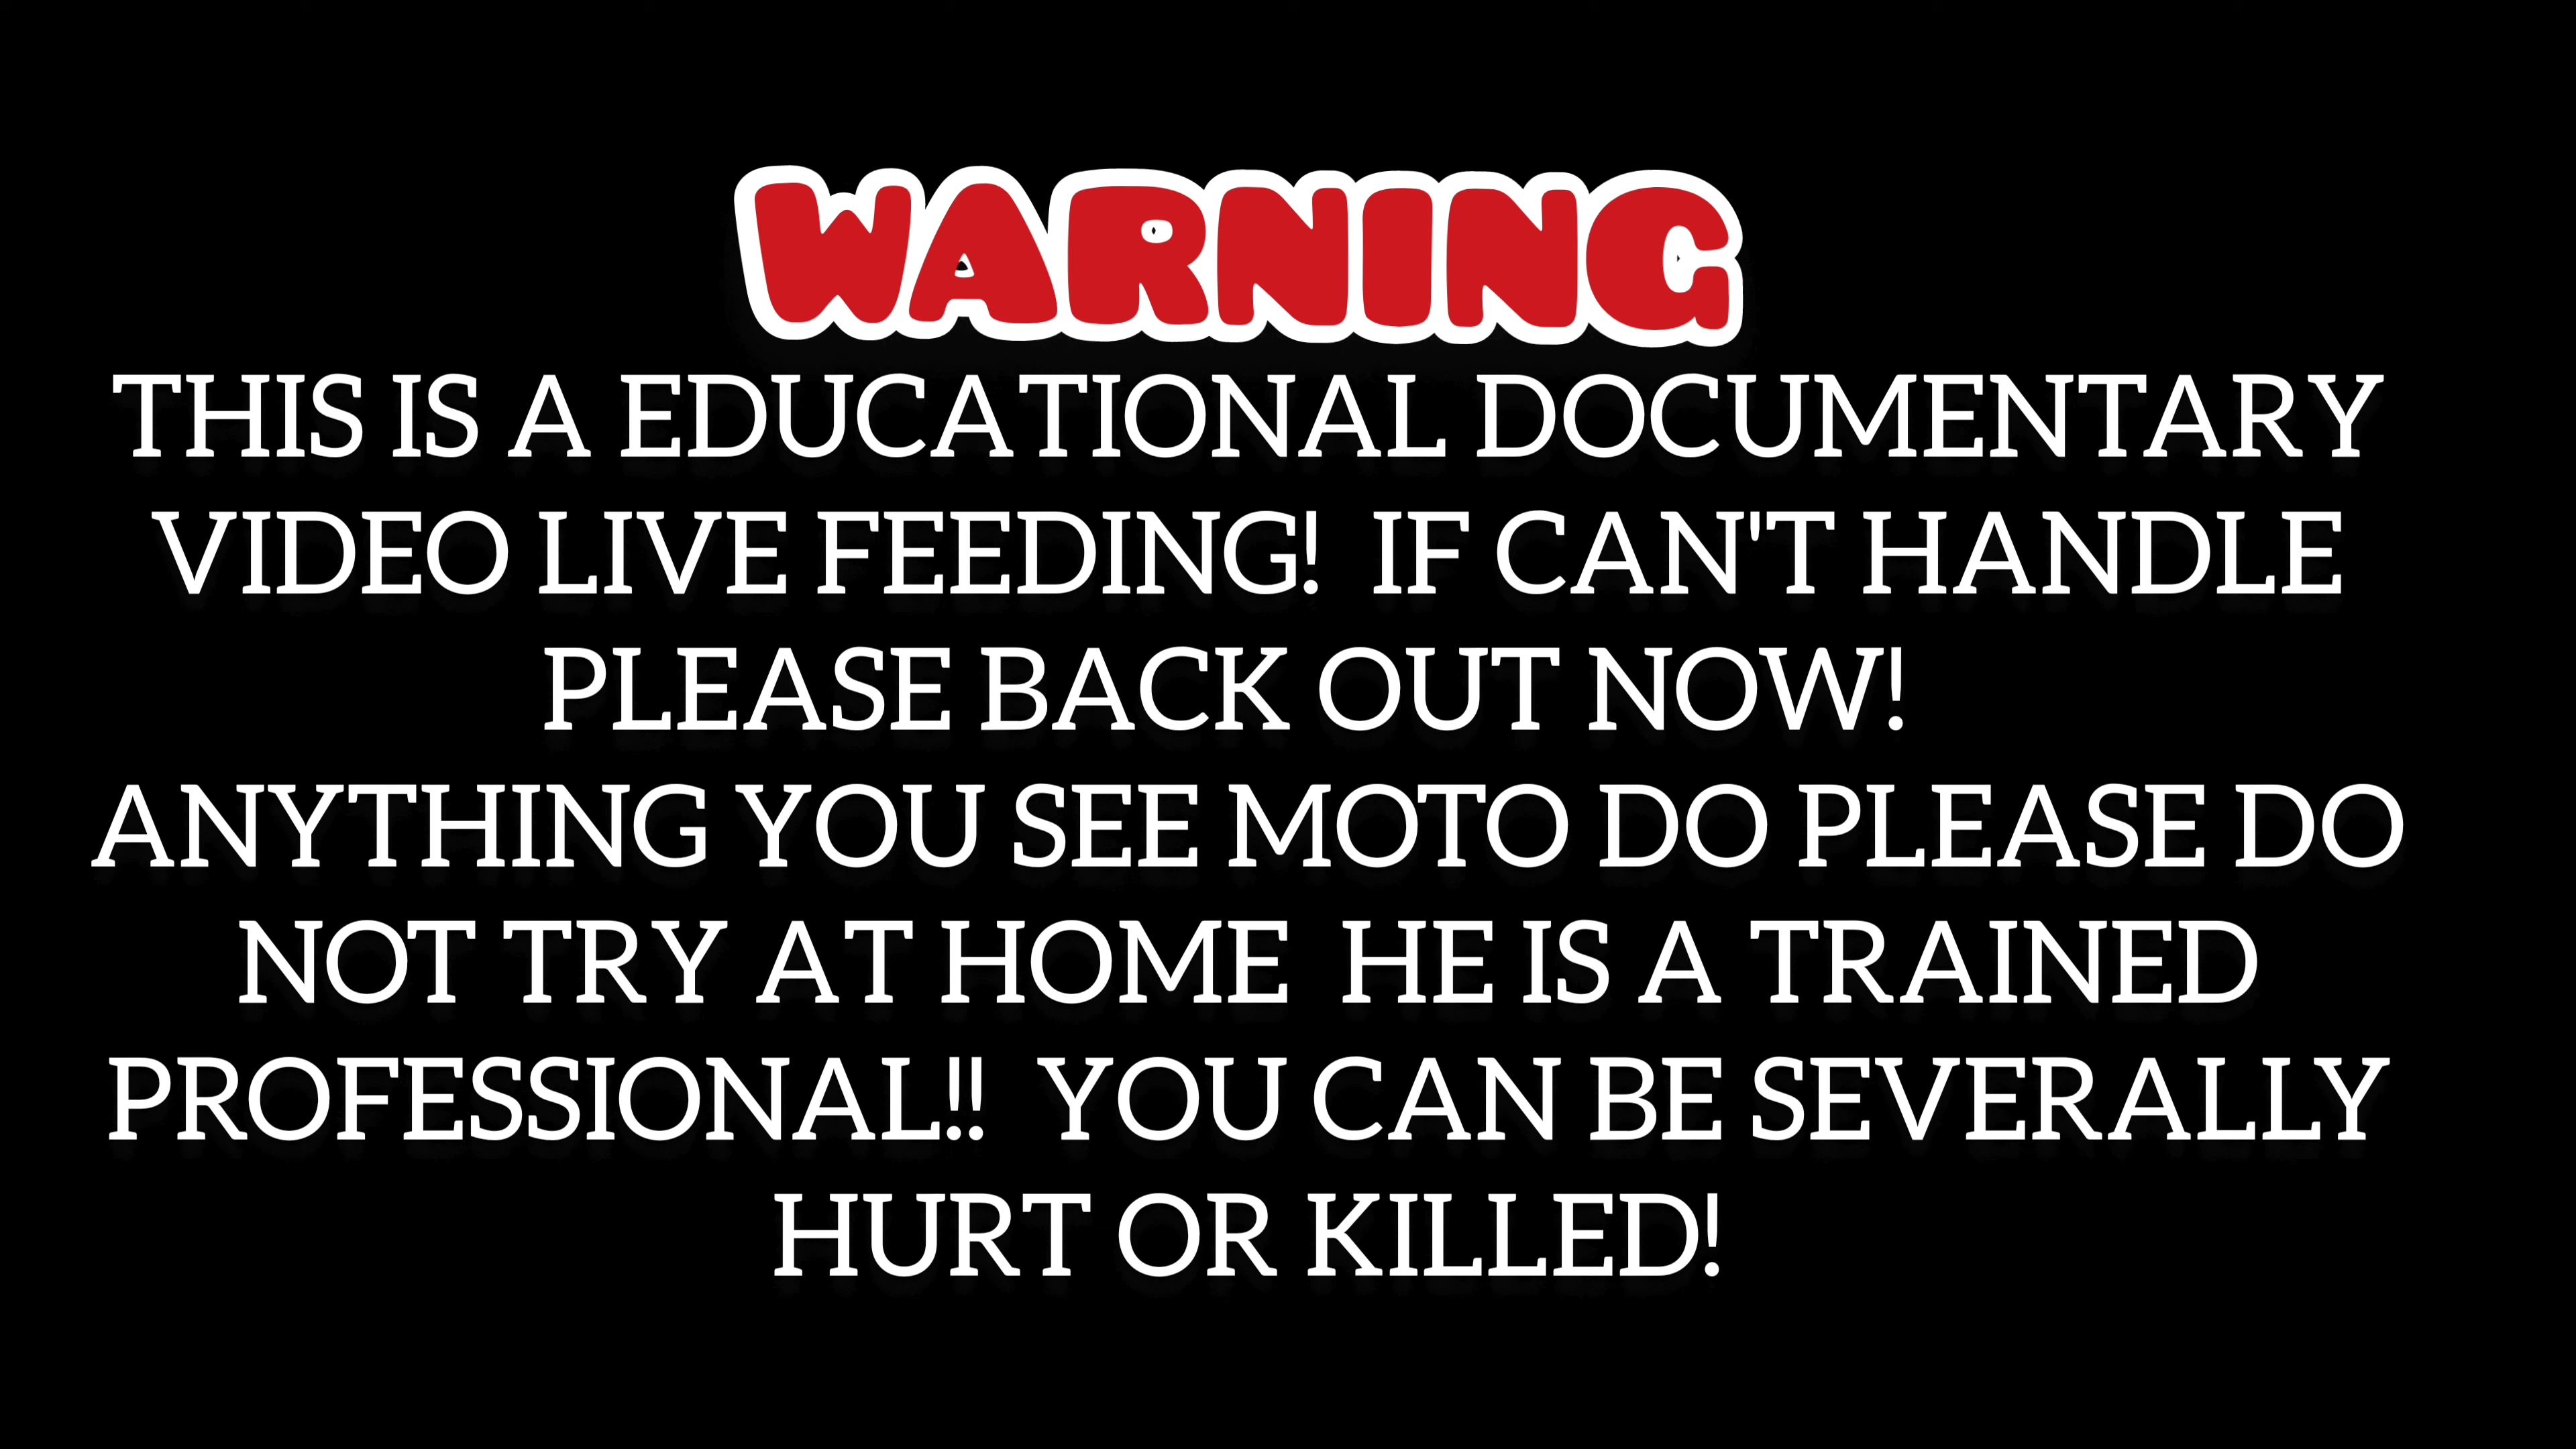 WARNING
THIS IS A EDUCATIONAL DOCUMENTARY
VIDEO LIVE FEEDING!  IF CAN'T HANDLE
PLEASE BACK OUT NOW!
ANYTHING YOU SEE MOTO DO PLEASE DO
NOT TRY AT HOME  HE IS A TRAINED
PROFESSIONAL!!  YOU CAN BE SEVERALLY
HURT OR KILLED!